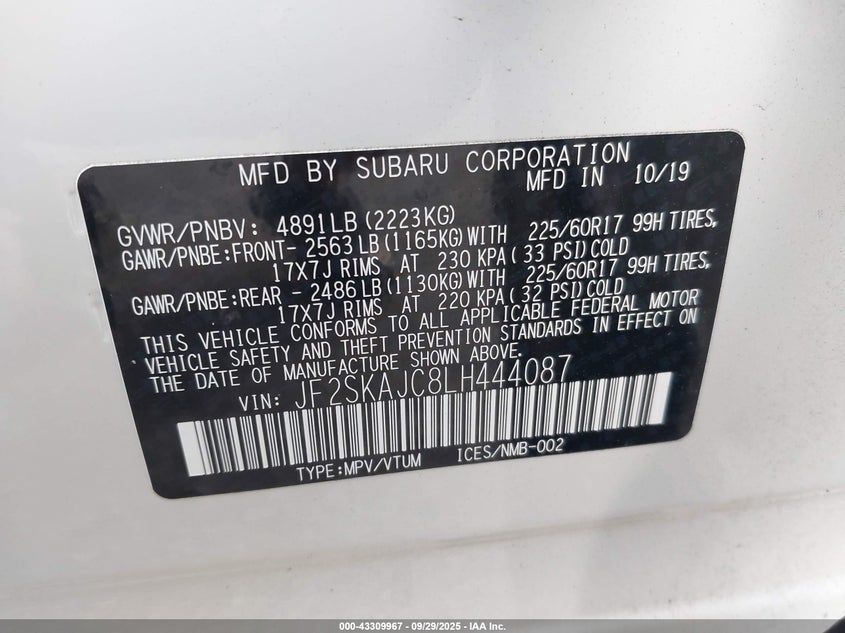 MFD BY SUBARU CORPORATION
MFD IN 10/19
GVWR/PNBV: 4891LB (2223KG)
GAWR/PNBE:FRONT- 2563LB (1165KG) WITH 225/60R17 99H TIRES,
17X7J RIMS AT 230 KPA (33 PSI) COLD
GAWR/PNBE:REAR - 2486LB (1130KG) WITH 225/60R17 99H TIRES,
17X7J RIMS AT 220 KPA (32 PSI) COLD
THIS VEHICLE CONFORMS TO ALL APPLICABLE FEDERAL MOTOR
VEHICLE SAFETY AND THEFT PREVENTION STANDARDS IN EFFECT ON
THE DATE OF MANUFACTURE SHOWN ABOVE.
VIN: JF2SKAJC8LH444087
TYPE:MPV/VTUM ICES/NMB-002
000-43309967 - 09/29/2025 - IAA Inc.